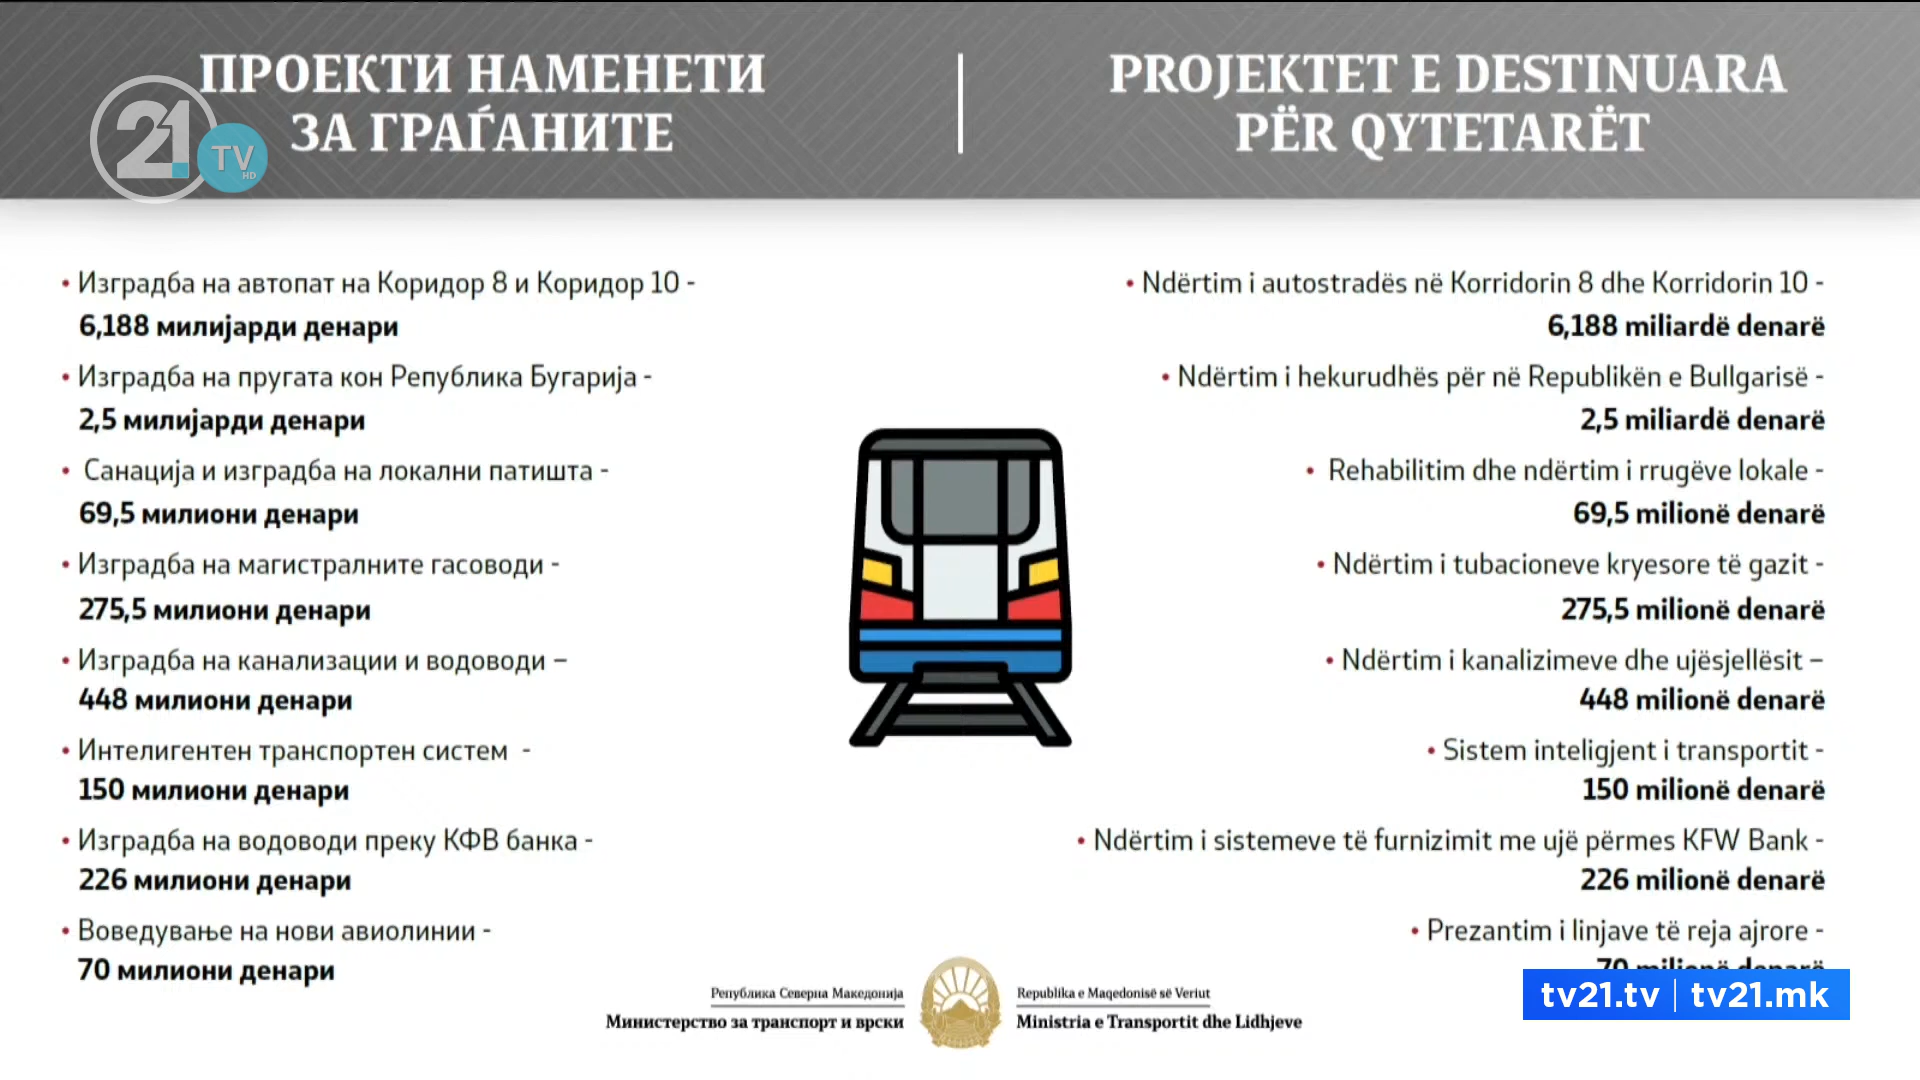 ПРОЕКТИ НАМЕНЕТИ
ЗА ГРАЃАНИТЕ
PROJEKTET E DESTINUARA
PËR QYTETARËT
21
TV
HD
• Изградба на автопат на Коридор 8 и Коридор 10 -
6,188 милијарди денари
• Изградба на пругата кон Република Бугарија -
2,5 милијарди денари
• Санација и изградба на локални патишта -
69,5 милиони денари
• Изградба на магистралните гасоводи -
275,5 милиони денари
• Изградба на канализации и водоводи –
448 милиони денари
• Интелигентен транспортен систем -
150 милиони денари
• Изградба на водоводи преку КФВ банка -
226 милиони денари
• Воведување на нови авиолинии -
70 милиони денари
• Ndërtim i autostradës në Korridorin 8 dhe Korridorin 10 -
6,188 miliardë denarë
• Ndërtim i hekurudhës për në Republikën e Bullgarisë -
2,5 miliardë denarë
• Rehabilitim dhe ndërtim i rrugëve lokale -
69,5 milionë denarë
• Ndërtim i tubacioneve kryesore të gazit -
275,5 milionë denarë
• Ndërtim i kanalizimeve dhe ujësjellësit –
448 milionë denarë
• Sistem inteligjent i transportit -
150 milionë denarë
• Ndërtim i sistemeve të furnizimit me ujë përmes KFW Bank -
226 milionë denarë
• Prezantim i linjave të reja ajrore -
70 milionë denarë
Република Северна Македонија
Министерство за транспорт и врски
Republika e Maqedonisë së Veriut
Ministria e Transportit dhe Lidhjeve
tv21.tv | tv21.mk